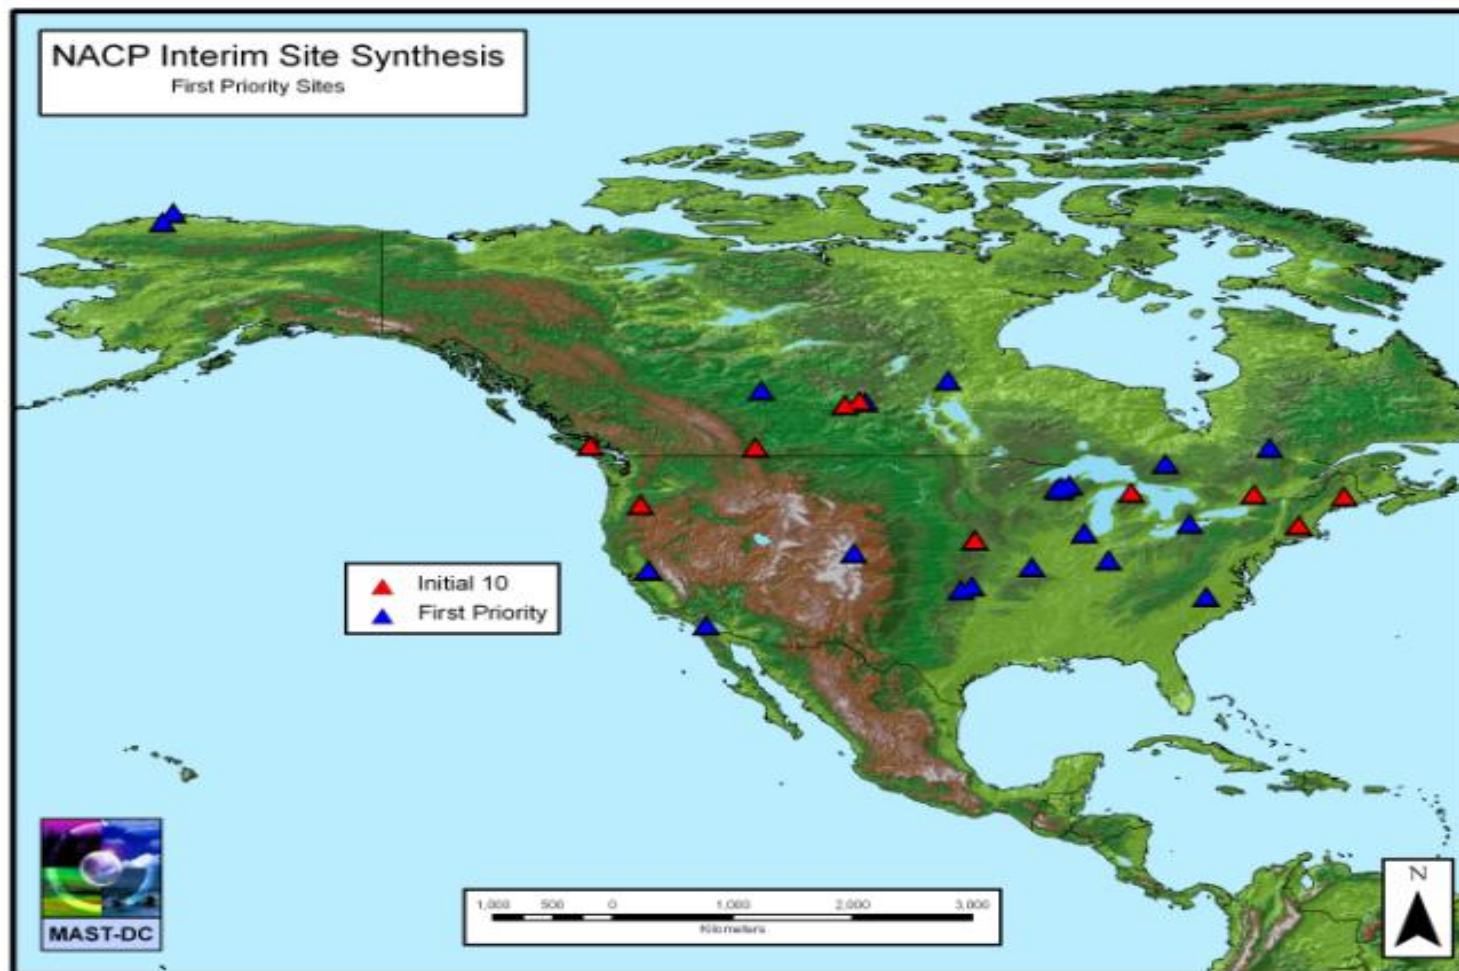 NACP Interim Site Synthesis
First Priority Sites
Initial 10
First Priority
1,000 500 0 1,000 2,000 3,000
Kilometers
MAST-DC
N